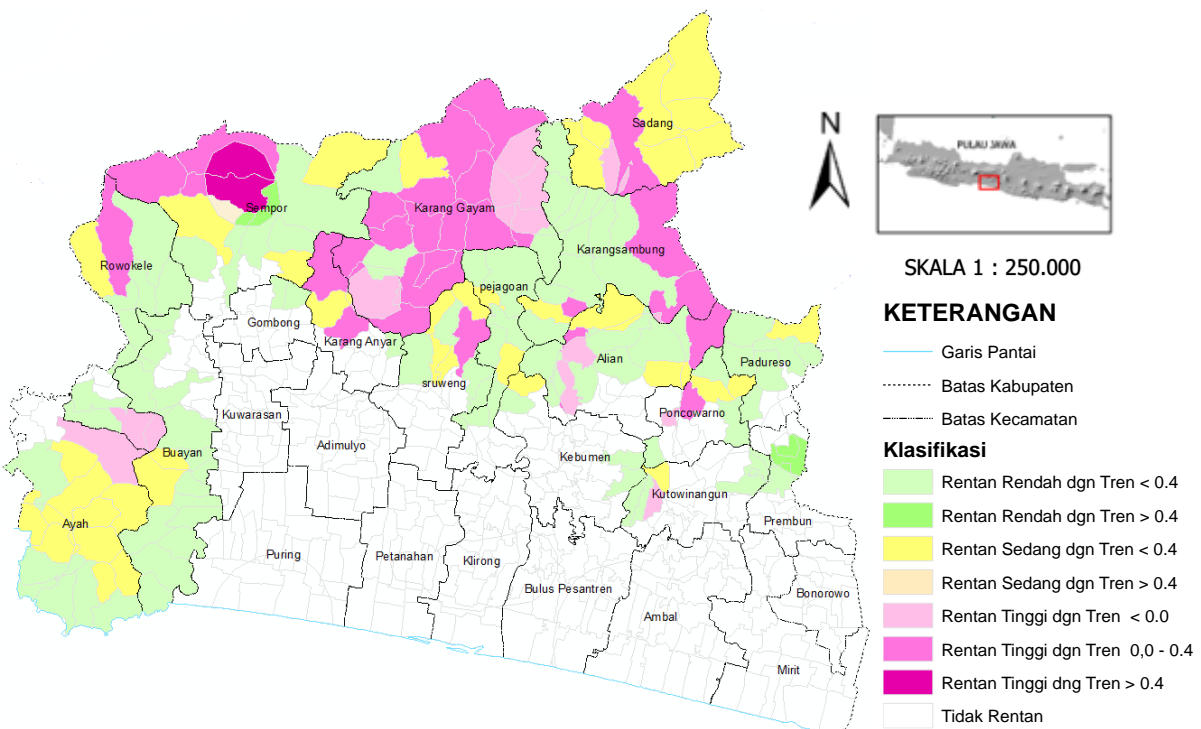 Sadang
N
PULAU JAWA
Sempor
Karang Gayam
Karangsambung
Rowokele
SKALA 1 : 250.000
pejagoan
KETERANGAN
Gombong
Karang Anyar
Garis Pantai
Alian
Padureso
sruweng
Batas Kabupaten
Kuwarasan
Poncowarno
Batas Kecamatan
Adimulyo
Buayan
Kebumen
Klasifikasi
Rentan Rendah dgn Tren < 0.4
Kutowinangun
Rentan Rendah dgn Tren > 0.4
Ayah
Prembun
Rentan Sedang dgn Tren < 0.4
Puring
Petanahan
Klirong
Rentan Sedang dgn Tren > 0.4
Bulus Pesantren
Bonorowo
Ambal
Rentan Tinggi dgn Tren < 0.0
Rentan Tinggi dgn Tren 0,0 - 0.4
Mirit
Rentan Tinggi dng Tren > 0.4
Tidak Rentan